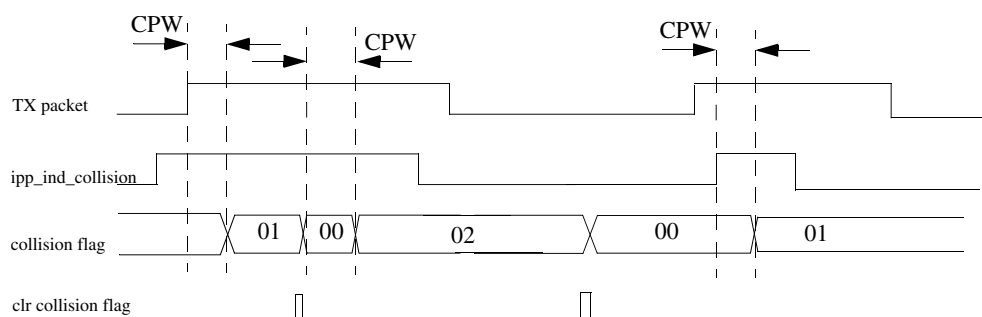 CPW
CPW
CPW
TX packet
ipp_ind_collision
collision flag
01
00
02
00
01
clr collision flag